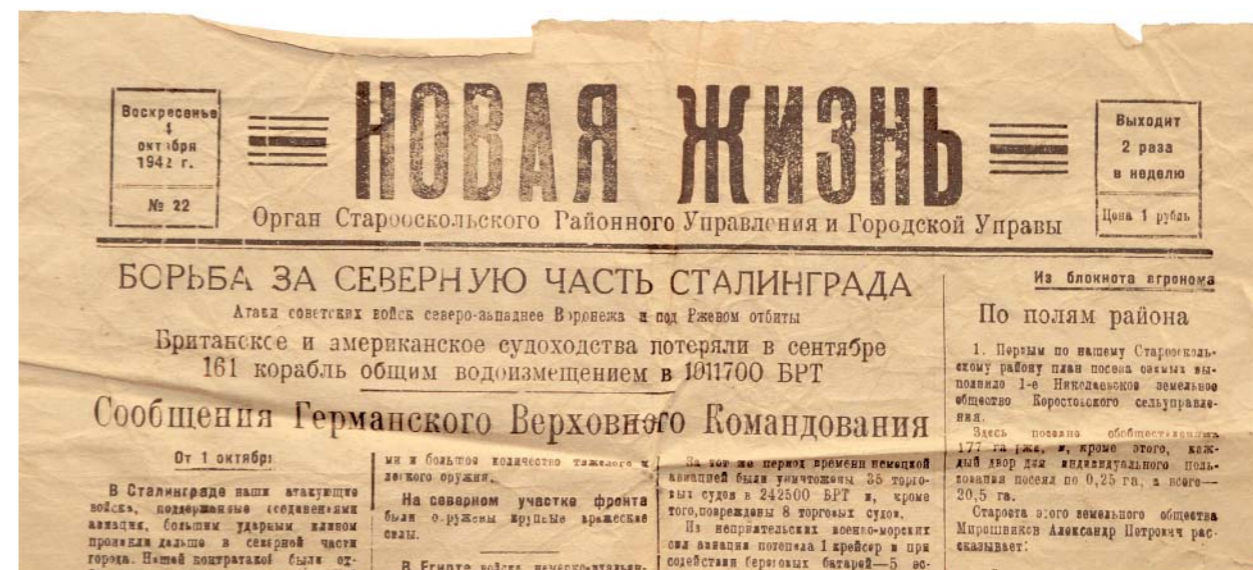 Воскресенье
4
октября
1942 г.
№ 22
НОВАЯ ЖИЗНЬ
Выходит
2 раза
в неделю
Цена 1 рубль
Орган Старооскольского Районного Управления и Городской Управы
БОРЬБА ЗА СЕВЕРНУЮ ЧАСТЬ СТАЛИНГРАДА
Атаки советских войск северо-западнее Воронежа и под Ржевом отбиты
Британское и американское судоходства потеряли в сентябре
161 корабль общим водоизмещением в 1011700 БРТ
Сообщения Германского Верховного Командования
От 1 октября
В Сталинграде наши атакующие
войска, поддержанные соединениями
авиации, большим ударным клином
проникли дальше в северной части
города. Нашей контратакой были от-
ми и большое количество тяжелого и
легкого оружия.
На северном участке фронта
были окружены крупные вражеские
силы.
В Египте войска немецко-итальян-
За тот же период времени немецкой
авиацией были уничтожены 35 торго-
вых судов в 242500 БРТ и, кроме
того, повреждены 8 торговых судов.
Из неприятельских военно-морских
сил авиация потопила 1 крейсер и при
содействии береговых батарей—5 эс-
Из блокнота агронома
По полям района
1. Первым по нашему Староосколь-
скому району план посева озимых вы-
полнило 1-е Николаевское земельное
общество Коростовского сельуправле-
ния.
Здесь посеяно обобществленных
177 га ржи, и, кроме этого, каж-
дый двор для индивидуального поль-
зования посеял по 0,25 га, а всего—
20,5 га.
Староста этого земельного общества
Мирошников Александр Петрович рас-
сказывает: